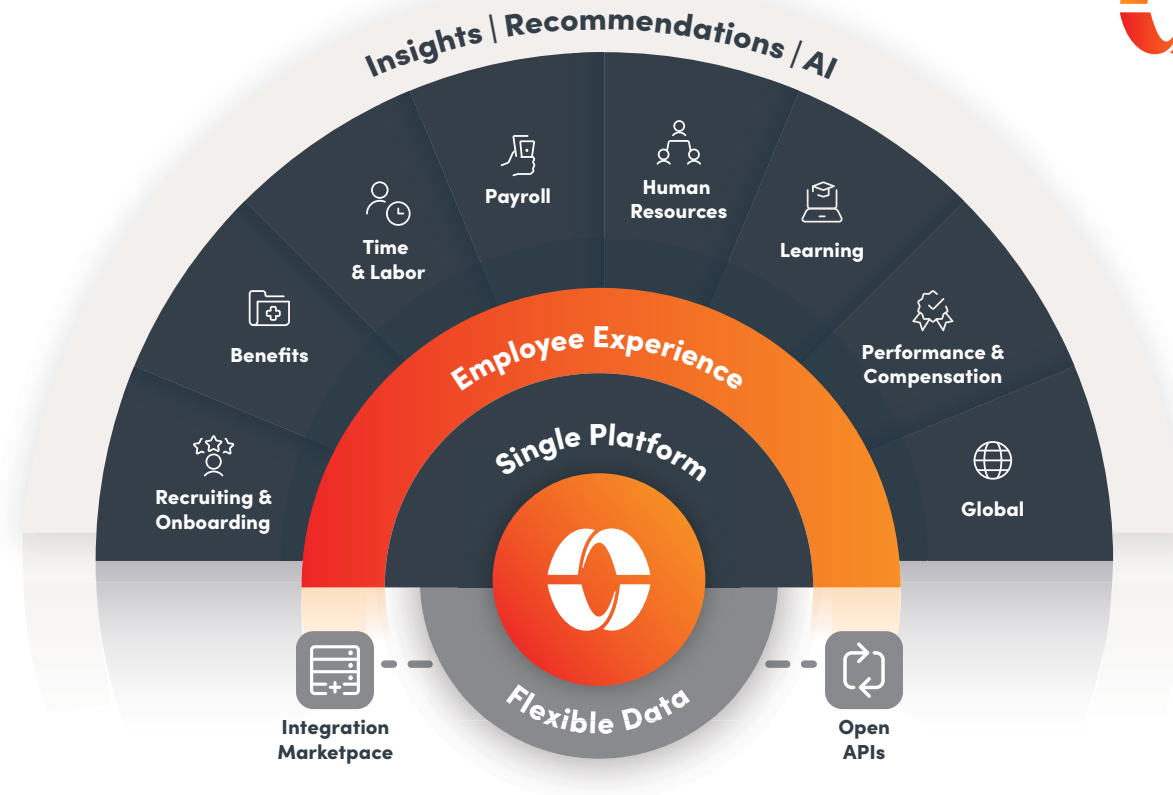 Insights | Recommendations | AI
Recruiting &
Onboarding
Benefits
Time
& Labor
Payroll
Human
Resources
Learning
Performance &
Compensation
Global
Employee Experience
Single Platform
Flexible Data
Integration
Marketpace
Open
APIs